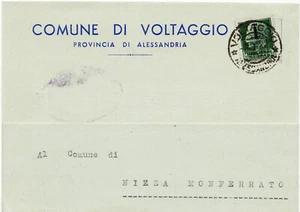 COMUNE DI VOLTAGGIO
PROVINCIA DI ALESSANDRIA
Al Comune di
NIZZA MONFERRATO